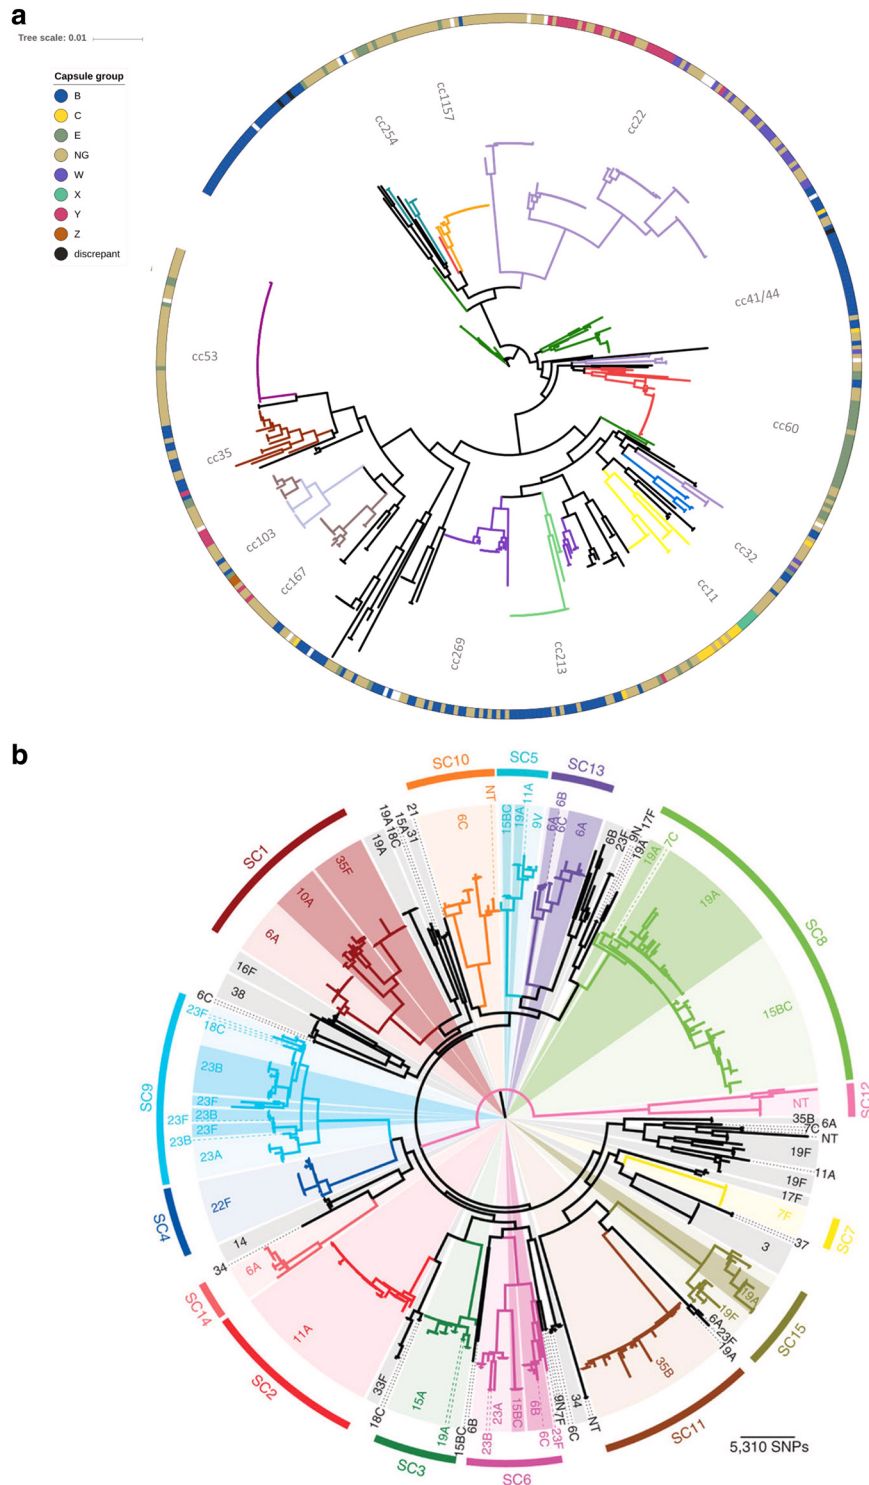 a
Tree scale: 0.01
Capsule group
B
C
E
NG
W
X
Y
Z
discrepant
cc254
cc1157
cc22
cc41/44
cc60
cc32
cc11
cc213
cc269
cc167
cc103
cc35
cc53
b
SC10
SC5
SC13
SC8
SC12
SC7
SC15
SC11
SC6
SC3
SC2
SC14
SC4
SC9
SC1
6A
10A
35F
19A
19A
18C
15A
31
21
6C
NT
15BC
19A
11A
9V
6A
6C
6B
6A
6B
23F
9N
19A
17F
19A
7C
19A
15BC
NT
35B
6A
7C
NT
19F
11A
19F
17F
7F
37
3
19A
19F
6A
23F
19A
35B
NT
34
6C
9N
7F
23F
6C
6B
15BC
23A
23B
6B
15BC
19A
15A
33F
18C
11A
6A
34
14
22F
23A
23B
23F
23B
23F
23F
23B
18C
23F
6C
38
16F
5,310 SNPs